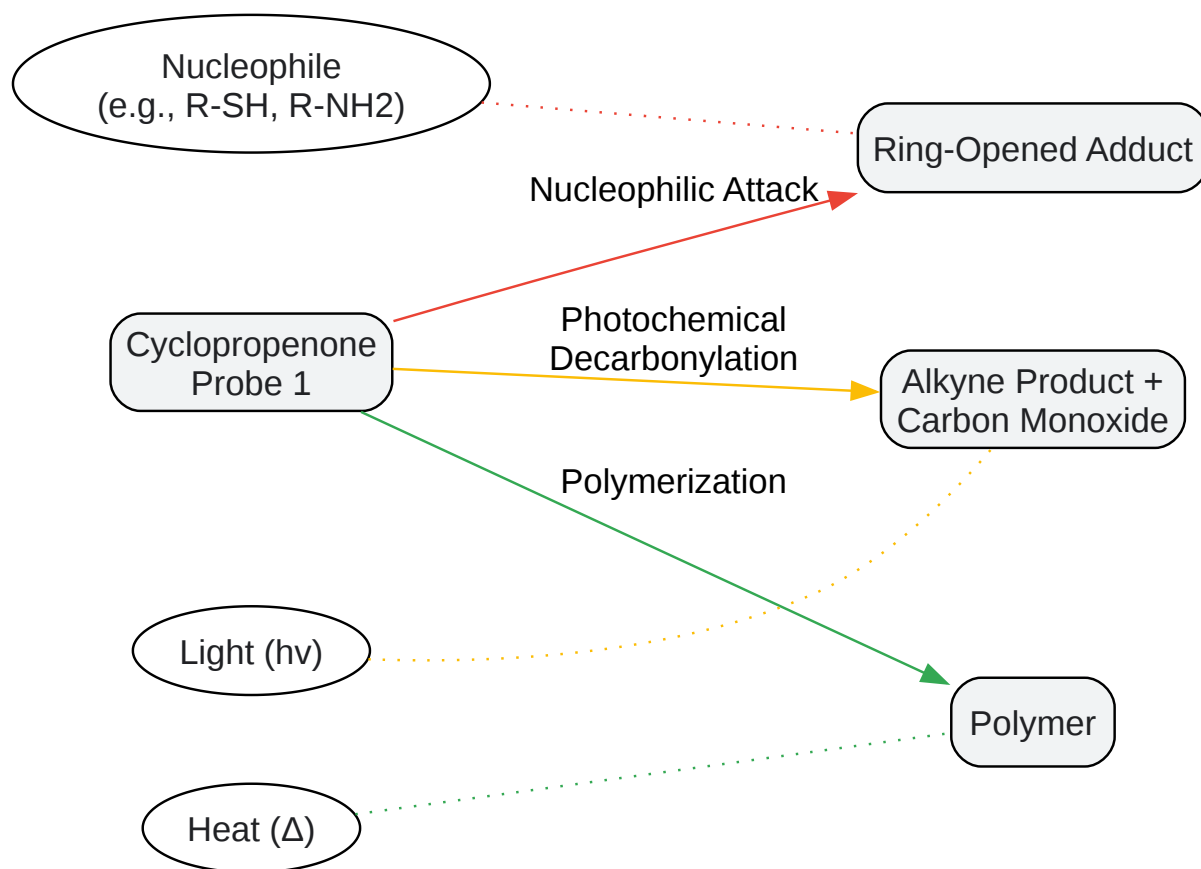 Nucleophile
(e.g., R-SH, R-NH2)
Ring-Opened Adduct
Nucleophilic Attack
Cyclopropenone
Probe 1
Photochemical
Decarbonylation
Alkyne Product +
Carbon Monoxide
Polymerization
Light (hv)
Polymer
Heat (Δ)